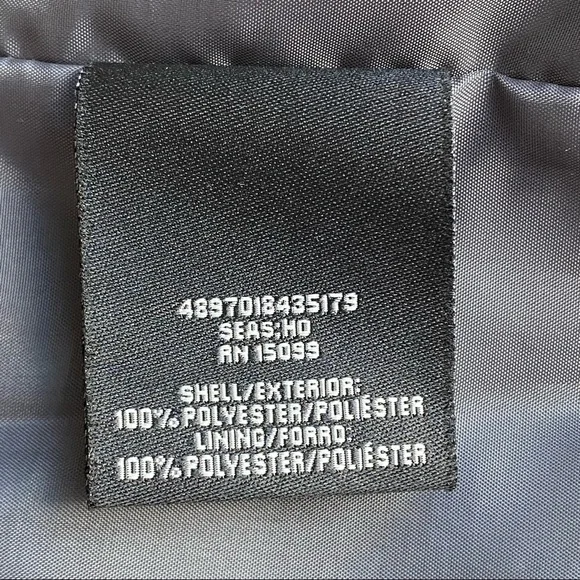 4897018435179
SEAS:HO
RN 15099
SHELL/EXTERIOR:
100% POLYESTER/POLIÉSTER
LINING/FORRO:
100% POLYESTER/POLIÉSTER